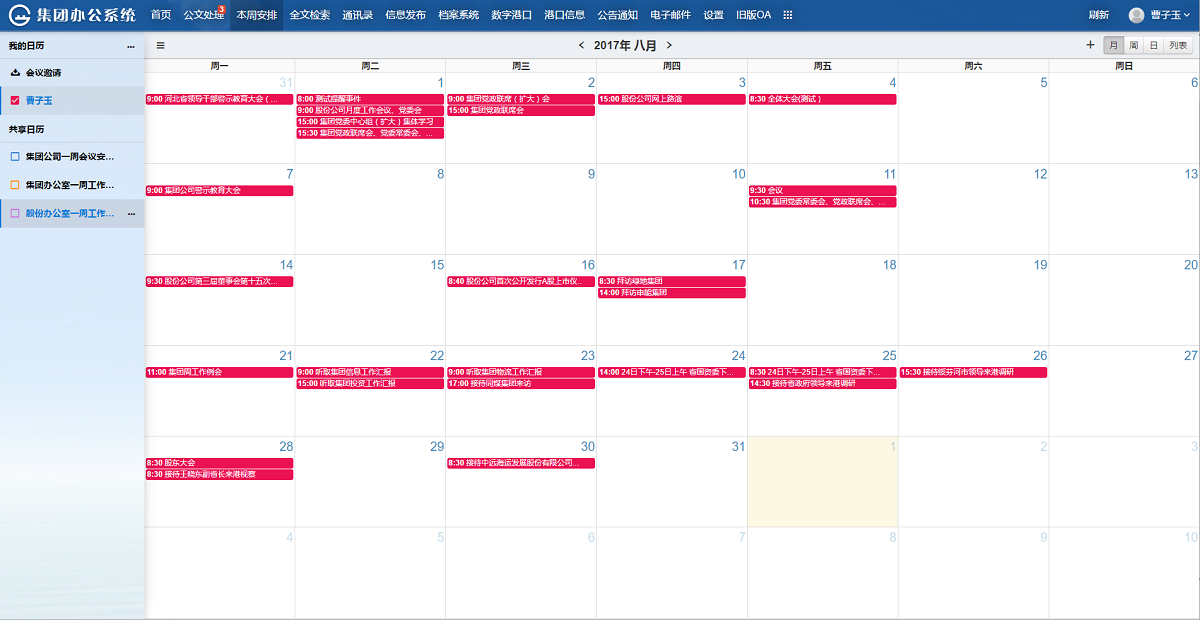 集团办公系统 首页 公文处理 3 本周安排 全文检索 通讯录 信息发布 档案系统 数字港口 港口信息 公告通知 电子邮件 设置 旧版OA 刷新 曹子玉
我的日历 ...
会议邀请
曹子玉
共享日历
集团公司一周会议安...
集团办公室一周工作...
股份办公室一周工作... ...
< 2017年 八月 > + 月 周 日 列表
周一 周二 周三 周四 周五 周六 周日
31 1 2 3 4 5 6
9:00 河北省领导干部警示教育大会（...
8:00 测试提醒事件
9:00 股份公司月度工作会议、党委会
15:00 集团党委中心组（扩大）集体学习
15:30 集团党政联席会、党委常委会、...
9:00 集团党政联席（扩大）会
15:00 集团党政联席会
15:00 股份公司网上路演
8:30 全体大会(测试）
7 8 9 10 11 12 13
9:00 集团公司警示教育大会
9:30 会议
10:30 集团党委常委会、党政联席会、...
14 15 16 17 18 19 20
9:30 股份公司第三届董事会第十五次...
8:40 股份公司首次公开发行A股上市仪...
8:30 拜访绿地集团
14:00 拜访申能集团
21 22 23 24 25 26 27
11:00 集团周工作例会
9:00 听取集团信息工作汇报
15:00 听取集团投资工作汇报
9:00 听取集团物流工作汇报
17:00 接待同煤集团来访
14:00 24日下午-25日上午 省国资委下...
8:30 24日下午-25日上午 省国资委下...
14:30 接待省政府领导来港调研
15:30 接待绥芬河市领导来港调研
28 29 30 31 1 2 3
8:30 股东大会
8:30 接待王晓东副省长来港视察
8:30 接待中远海运发展股份有限公司...
4 5 6 7 8 9 10